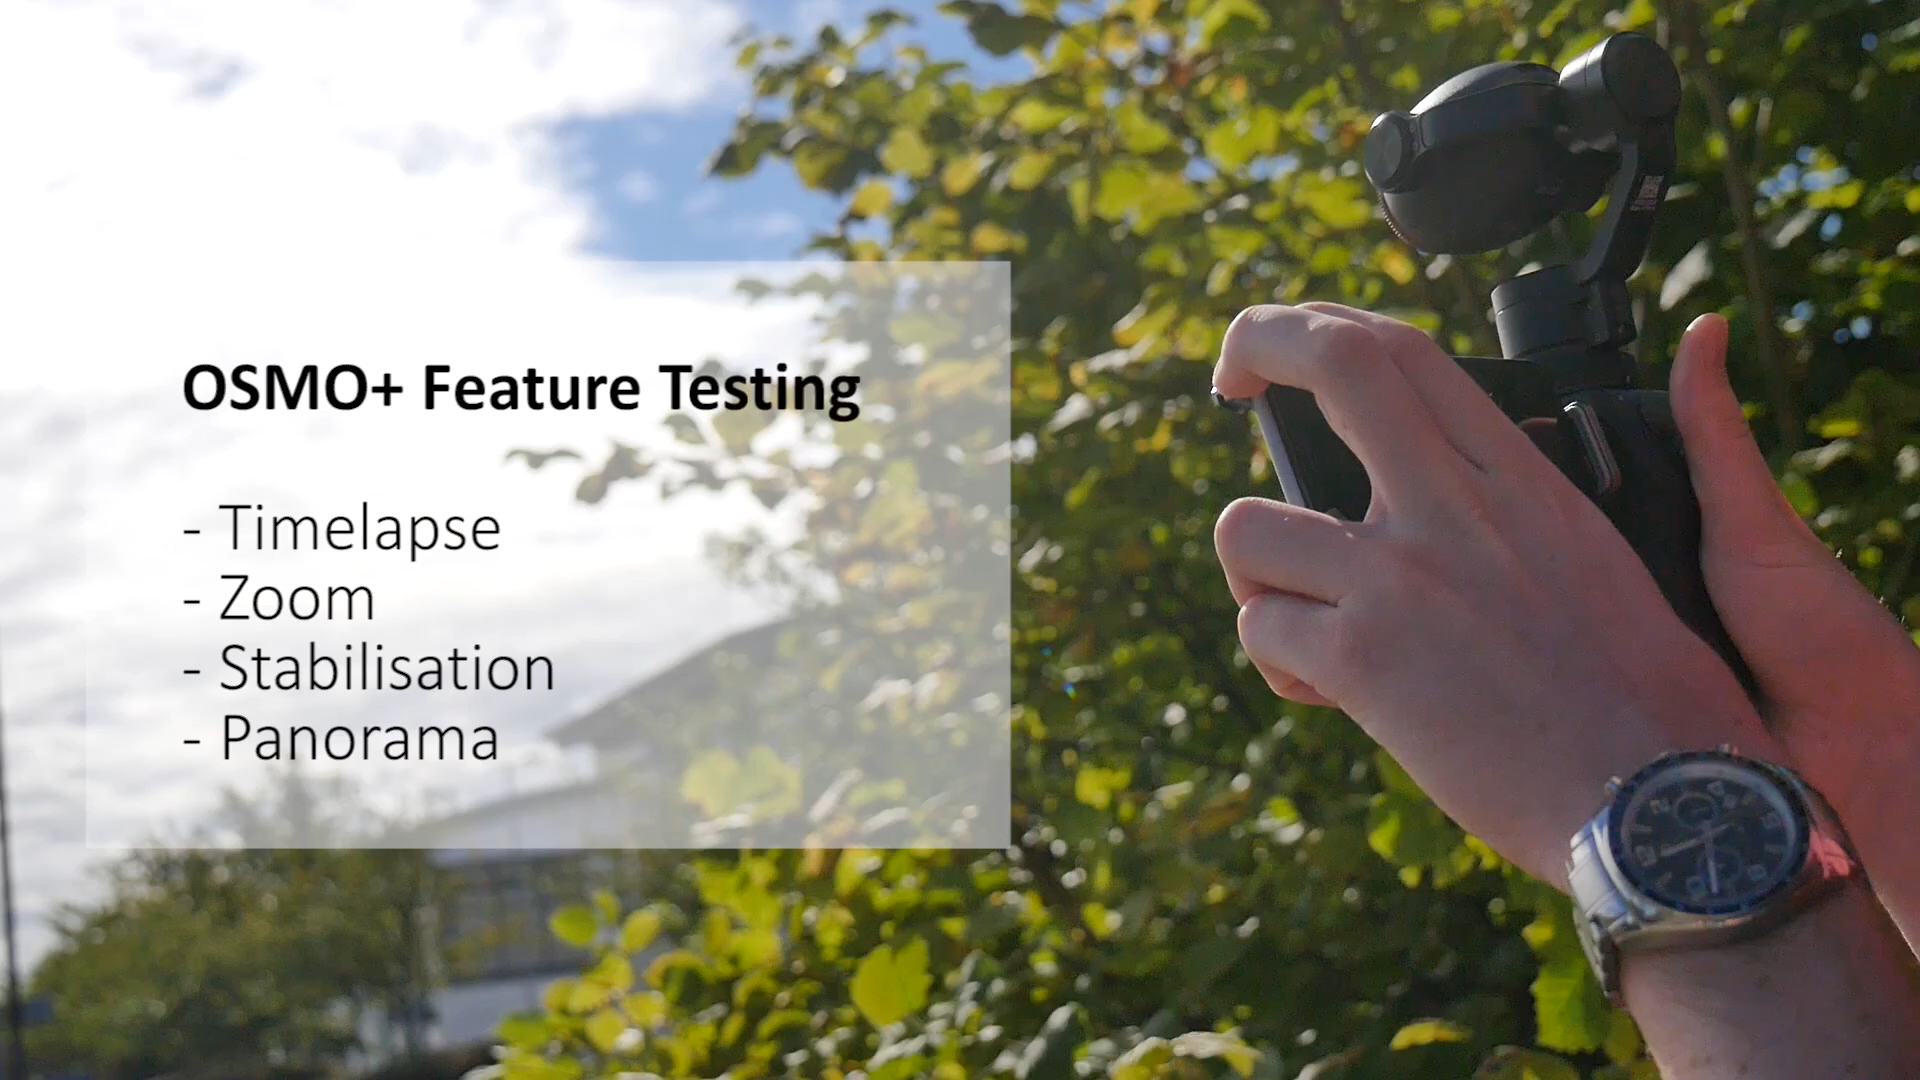 OSMO+ Feature Testing
- Timelapse
- Zoom
- Stabilisation
- Panorama